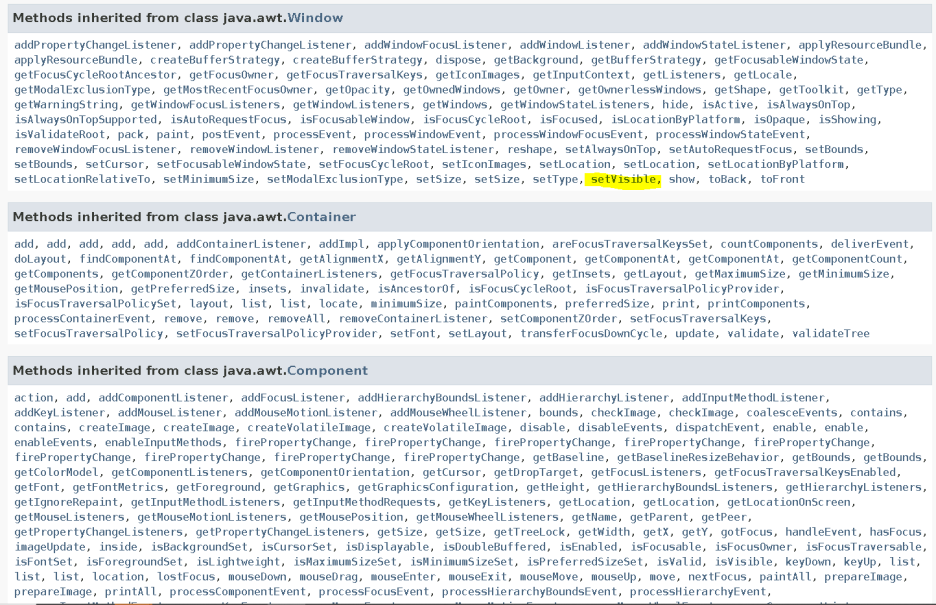 Methods inherited from class java.awt.Window
addPropertyChangeListener, addPropertyChangeListener, addWindowFocusListener, addWindowListener, addWindowStateListener, applyResourceBundle,
applyResourceBundle, createBufferStrategy, createBufferStrategy, dispose, getBackground, getBufferStrategy, getFocusableWindowState,
getFocusCycleRootAncestor, getFocusOwner, getFocusTraversalKeys, getIconImages, getInputContext, getListeners, getLocale,
getModalExclusionType, getMostRecentFocusOwner, getOpacity, getOwnedWindows, getOwner, getOwnerlessWindows, getShape, getToolkit, getType,
getWarningString, getWindowFocusListeners, getWindowListeners, getWindows, getWindowStateListeners, hide, isActive, isAlwaysOnTop,
isAlwaysOnTopSupported, isAutoRequestFocus, isFocusableWindow, isFocusCycleRoot, isFocused, isLocationByPlatform, isOpaque, isShowing,
isValidateRoot, pack, paint, postEvent, processEvent, processWindowEvent, processWindowFocusEvent, processWindowStateEvent,
removeWindowFocusListener, removeWindowListener, removeWindowStateListener, reshape, setAlwaysOnTop, setAutoRequestFocus, setBounds,
setBounds, setCursor, setFocusableWindowState, setFocusCycleRoot, setIconImages, setLocation, setLocation, setLocationByPlatform,
setLocationRelativeTo, setMinimumSize, setModalExclusionType, setSize, setSize, setType, setVisible, show, toBack, toFront
Methods inherited from class java.awt.Container
add, add, add, add, add, addContainerListener, addImpl, applyComponentOrientation, areFocusTraversalKeysSet, countComponents, deliverEvent,
doLayout, findComponentAt, findComponentAt, getAlignmentX, getAlignmentY, getComponent, getComponentAt, getComponentAt, getComponentCount,
getComponents, getComponentZOrder, getContainerListeners, getFocusTraversalPolicy, getInsets, getLayout, getMaximumSize, getMinimumSize,
getMousePosition, getPreferredSize, insets, invalidate, isAncestorOf, isFocusCycleRoot, isFocusTraversalPolicyProvider,
isFocusTraversalPolicySet, layout, list, list, locate, minimumSize, paintComponents, preferredSize, print, printComponents,
processContainerEvent, remove, remove, removeAll, removeContainerListener, setComponentZOrder, setFocusTraversalKeys,
setFocusTraversalPolicy, setFocusTraversalPolicyProvider, setFont, setLayout, transferFocusDownCycle, update, validate, validateTree
Methods inherited from class java.awt.Component
action, add, addComponentListener, addFocusListener, addHierarchyBoundsListener, addHierarchyListener, addInputMethodListener,
addKeyListener, addMouseListener, addMouseMotionListener, addMouseWheelListener, bounds, checkImage, checkImage, coalesceEvents, contains,
contains, createImage, createImage, createVolatileImage, createVolatileImage, disable, disableEvents, dispatchEvent, enable, enable,
enableEvents, enableInputMethods, firePropertyChange, firePropertyChange, firePropertyChange, firePropertyChange, firePropertyChange,
firePropertyChange, firePropertyChange, firePropertyChange, firePropertyChange, getBaseline, getBaselineResizeBehavior, getBounds, getBounds,
getColorModel, getComponentListeners, getComponentOrientation, getCursor, getDropTarget, getFocusListeners, getFocusTraversalKeysEnabled,
getFont, getFontMetrics, getForeground, getGraphics, getGraphicsConfiguration, getHeight, getHierarchyBoundsListeners, getHierarchyListeners,
getIgnoreRepaint, getInputMethodListeners, getInputMethodRequests, getKeyListeners, getLocation, getLocation, getLocationOnScreen,
getMouseListeners, getMouseMotionListeners, getMousePosition, getMouseWheelListeners, getName, getParent, getPeer,
getPropertyChangeListeners, getPropertyChangeListeners, getSize, getSize, getTreeLock, getWidth, getX, getY, gotFocus, handleEvent, hasFocus,
imageUpdate, inside, isBackgroundSet, isCursorSet, isDisplayable, isDoubleBuffered, isEnabled, isFocusable, isFocusOwner, isFocusTraversable,
isFontSet, isForegroundSet, isLightweight, isMaximumSizeSet, isMinimumSizeSet, isPreferredSizeSet, isValid, isVisible, keyDown, keyUp, list,
list, list, location, lostFocus, mouseDown, mouseDrag, mouseEnter, mouseExit, mouseMove, mouseUp, move, nextFocus, paintAll, prepareImage,
prepareImage, printAll, processComponentEvent, processFocusEvent, processHierarchyBoundsEvent, processHierarchyEvent,